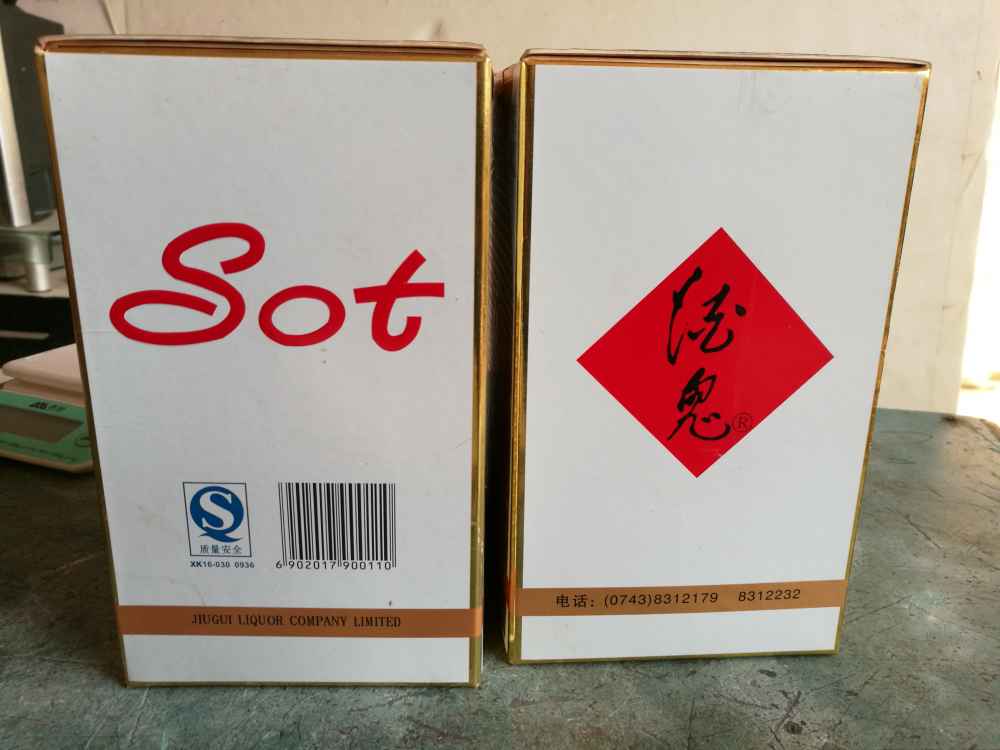 Sot
S
质量安全
XK16-030 0936
6 902017 900110
JIUGUI LIQUOR COMPANY LIMITED
酒
鬼®
电话：(0743)8312179 8312232